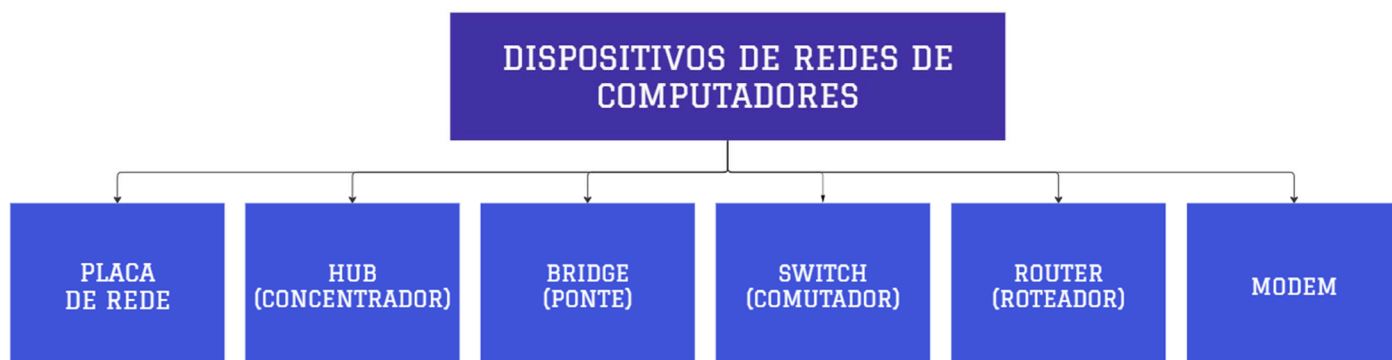 DISPOSITIVOS DE REDES DE
COMPUTADORES
PLACA
DE REDE
HUB
(CONCENTRADOR)
BRIDGE
(PONTE)
SWITCH
(COMUTADOR)
ROUTER
(ROTEADOR)
MODEM